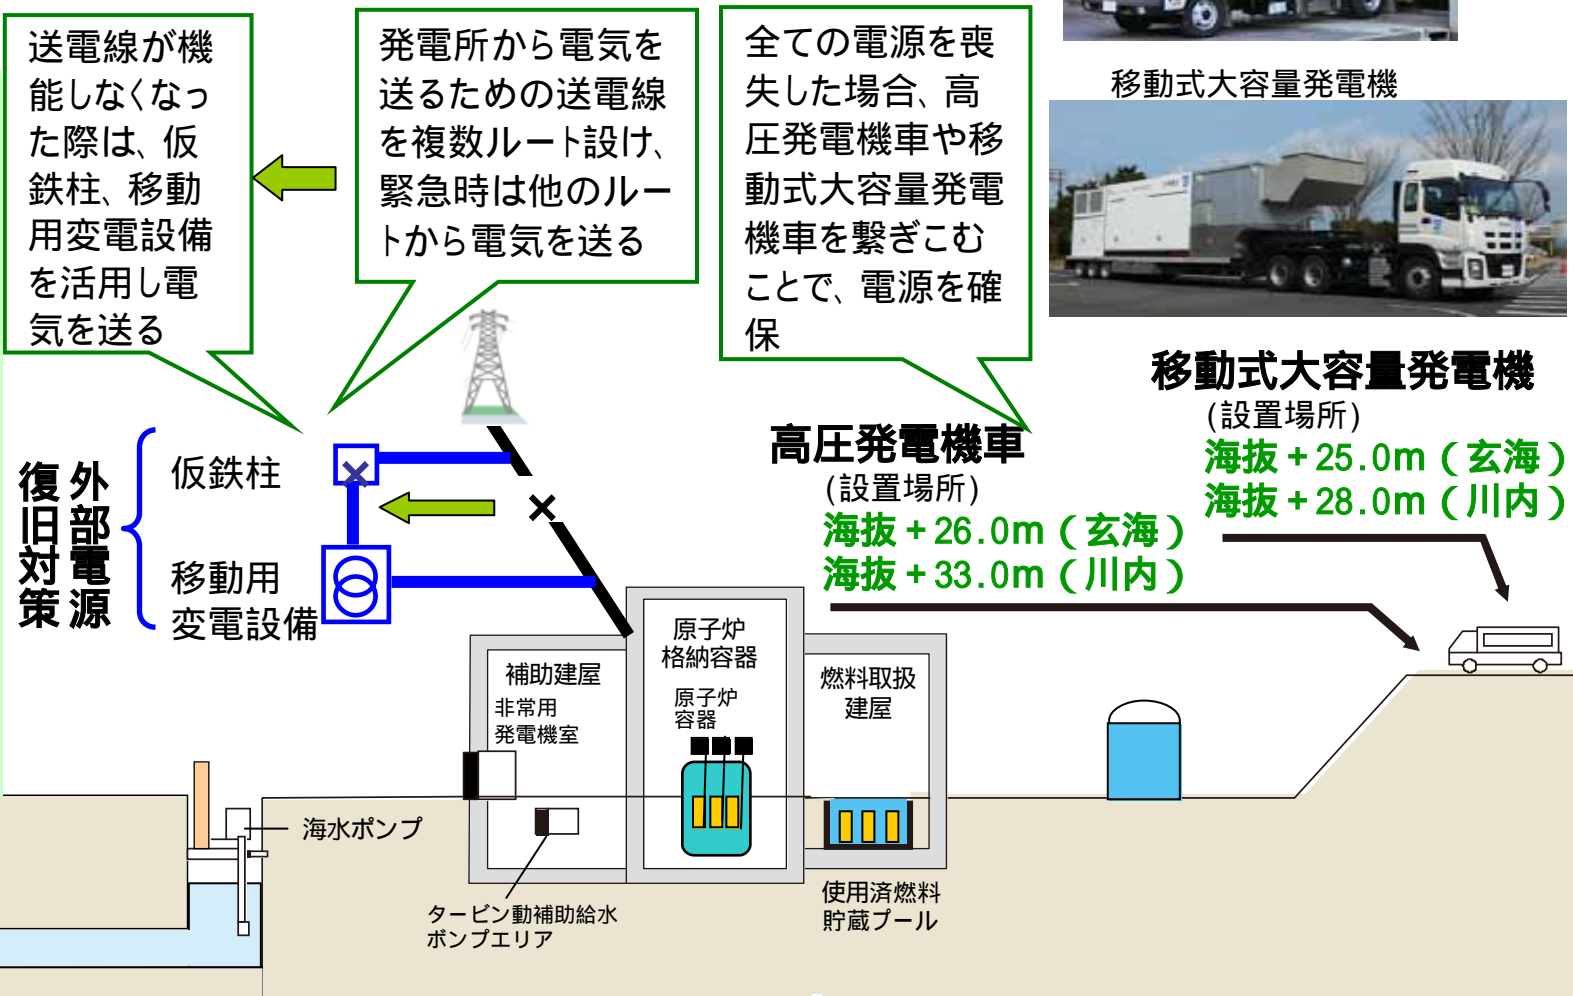 送電線が機
能しなくなっ
た際は、仮
鉄柱、移動
用変電設備
を活用し電
気を送る
発電所から電気を
送るための送電線
を複数ルート設け、
緊急時は他のルー
トから電気を送る
全ての電源を喪
失した場合、高
圧発電機車や移
動式大容量発電
機車を繋ぎこむ
ことで、電源を確
保
移動式大容量発電機
移動式大容量発電機
(設置場所)
海抜+25.0m(玄海)
海抜+28.0m(川内)
高圧発電機車
(設置場所)
海抜+26.0m(玄海)
海抜+33.0m(川内)
外部電源
復旧対策
仮鉄柱
移動用
変電設備
補助建屋
非常用
発電機室
原子炉
格納容器
原子炉
容器
燃料取扱
建屋
海水ポンプ
タービン動補助給水
ポンプエリア
使用済燃料
貯蔵プール